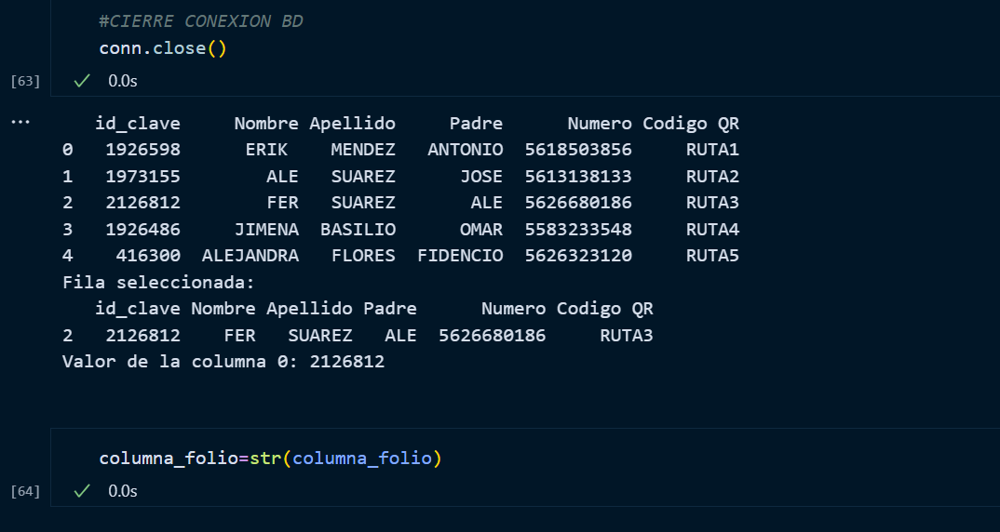 #CIERRE CONEXION BD
conn.close()
[63] ✓ 0.0s
... id_clave Nombre Apellido Padre Numero Codigo QR
0 1926598 ERIK MENDEZ ANTONIO 5618503856 RUTA1
1 1973155 ALE SUAREZ JOSE 5613138133 RUTA2
2 2126812 FER SUAREZ ALE 5626680186 RUTA3
3 1926486 JIMENA BASILIO OMAR 5583233548 RUTA4
4 416300 ALEJANDRA FLORES FIDENCIO 5626323120 RUTA5
Fila seleccionada:
id_clave Nombre Apellido Padre Numero Codigo QR
2 2126812 FER SUAREZ ALE 5626680186 RUTA3
Valor de la columna 0: 2126812
columna_folio=str(columna_folio)
[64] ✓ 0.0s